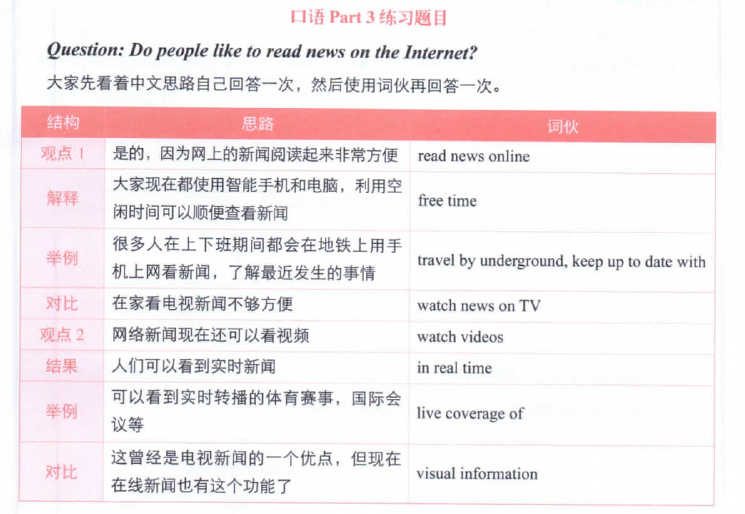 口语 Part 3 练习题目
Question: Do people like to read news on the Internet?
大家先看着中文思路自己回答一次，然后使用词伙再回答一次。
结构 思路 词伙
观点 1 是的，因为网上的新闻阅读起来非常方便 read news online
解释 大家现在都使用智能手机和电脑，利用空
闲时间可以顺便查看新闻 free time
举例 很多人在上下班期间都会在地铁上用手
机上网看新闻，了解最近发生的事情 travel by underground, keep up to date with
对比 在家看电视新闻不够方便 watch news on TV
观点 2 网络新闻现在还可以看视频 watch videos
结果 人们可以看到实时新闻 in real time
举例 可以看到实时转播的体育赛事，国际会
议等 live coverage of
对比 这曾经是电视新闻的一个优点，但现在
在线新闻也有这个功能了 visual information